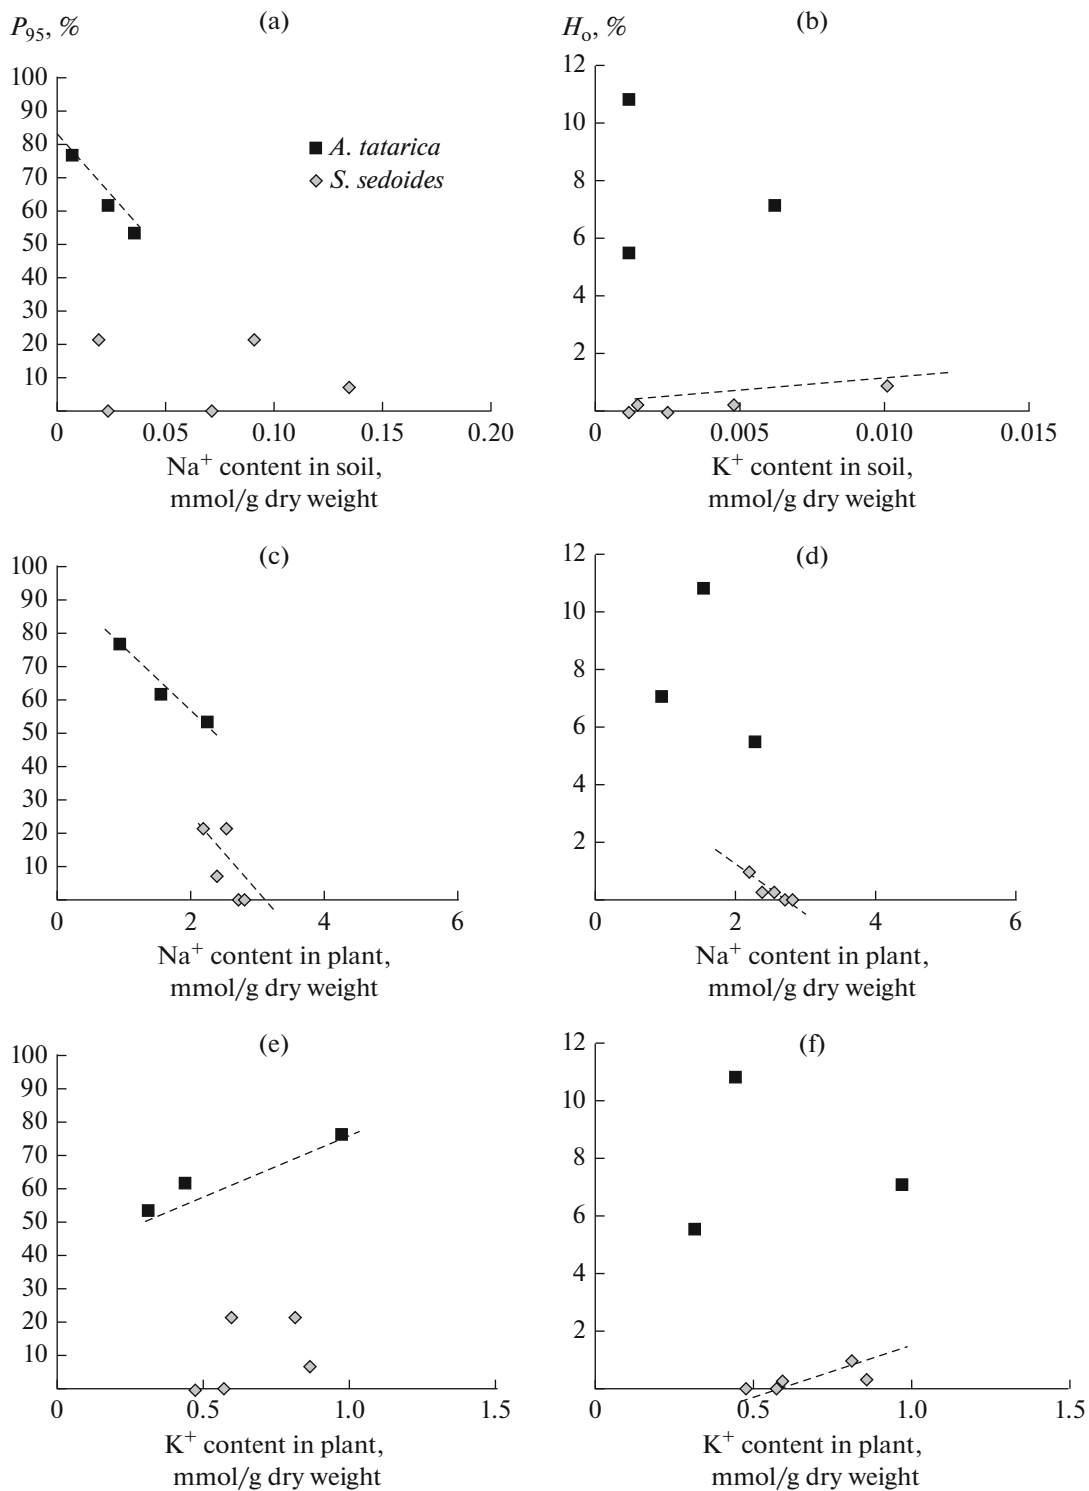 P₉₅, %
(a)
100
90
80
70
60
50
40
30
20
10
A. tatarica
S. sedoides
0 0.05 0.10 0.15 0.20
Na⁺ content in soil,
mmol/g dry weight
Hₒ, %
(b)
12
10
8
6
4
2
0 0.005 0.010 0.015
K⁺ content in soil,
mmol/g dry weight
(c)
100
90
80
70
60
50
40
30
20
10
0 2 4 6
Na⁺ content in plant,
mmol/g dry weight
(d)
12
10
8
6
4
2
0 2 4 6
Na⁺ content in plant,
mmol/g dry weight
(e)
100
90
80
70
60
50
40
30
20
10
0 0.5 1.0 1.5
K⁺ content in plant,
mmol/g dry weight
(f)
12
10
8
6
4
2
0 0.5 1.0 1.5
K⁺ content in plant,
mmol/g dry weight